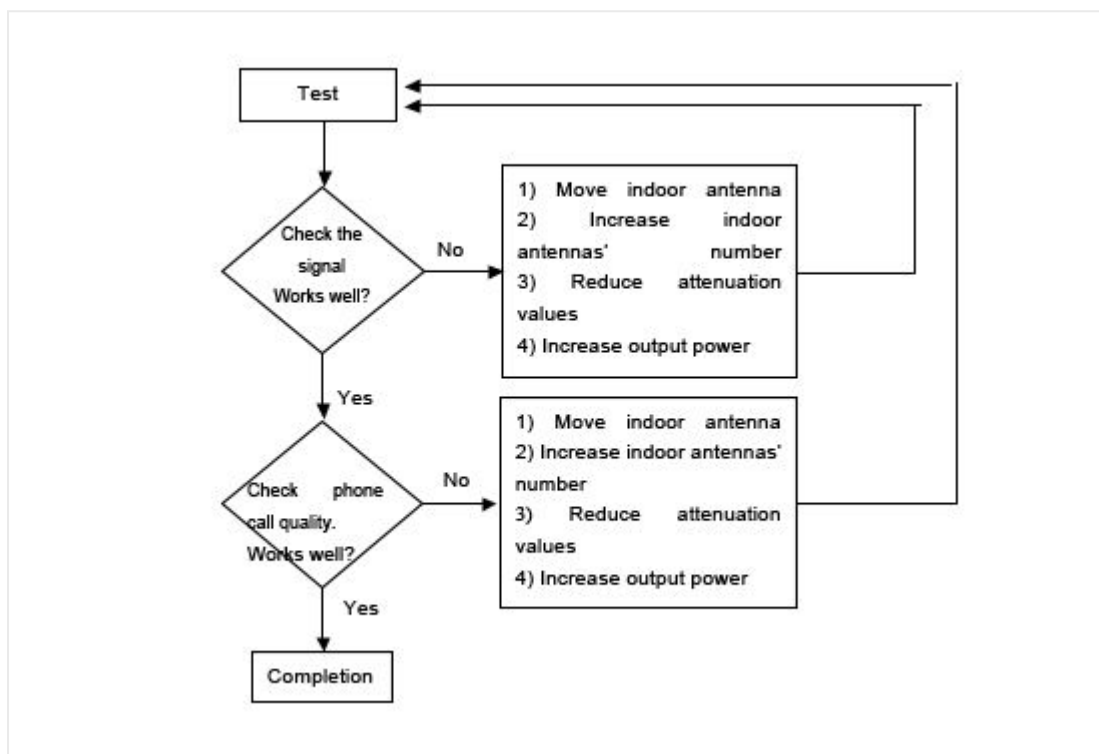 Test
Check the
signal
Works well?
No
1) Move indoor antenna
2) Increase indoor
antennas' number
3) Reduce attenuation
values
4) Increase output power
Yes
Check phone
call quality.
Works well?
No
1) Move indoor antenna
2) Increase indoor antennas'
number
3) Reduce attenuation
values
4) Increase output power
Yes
Completion